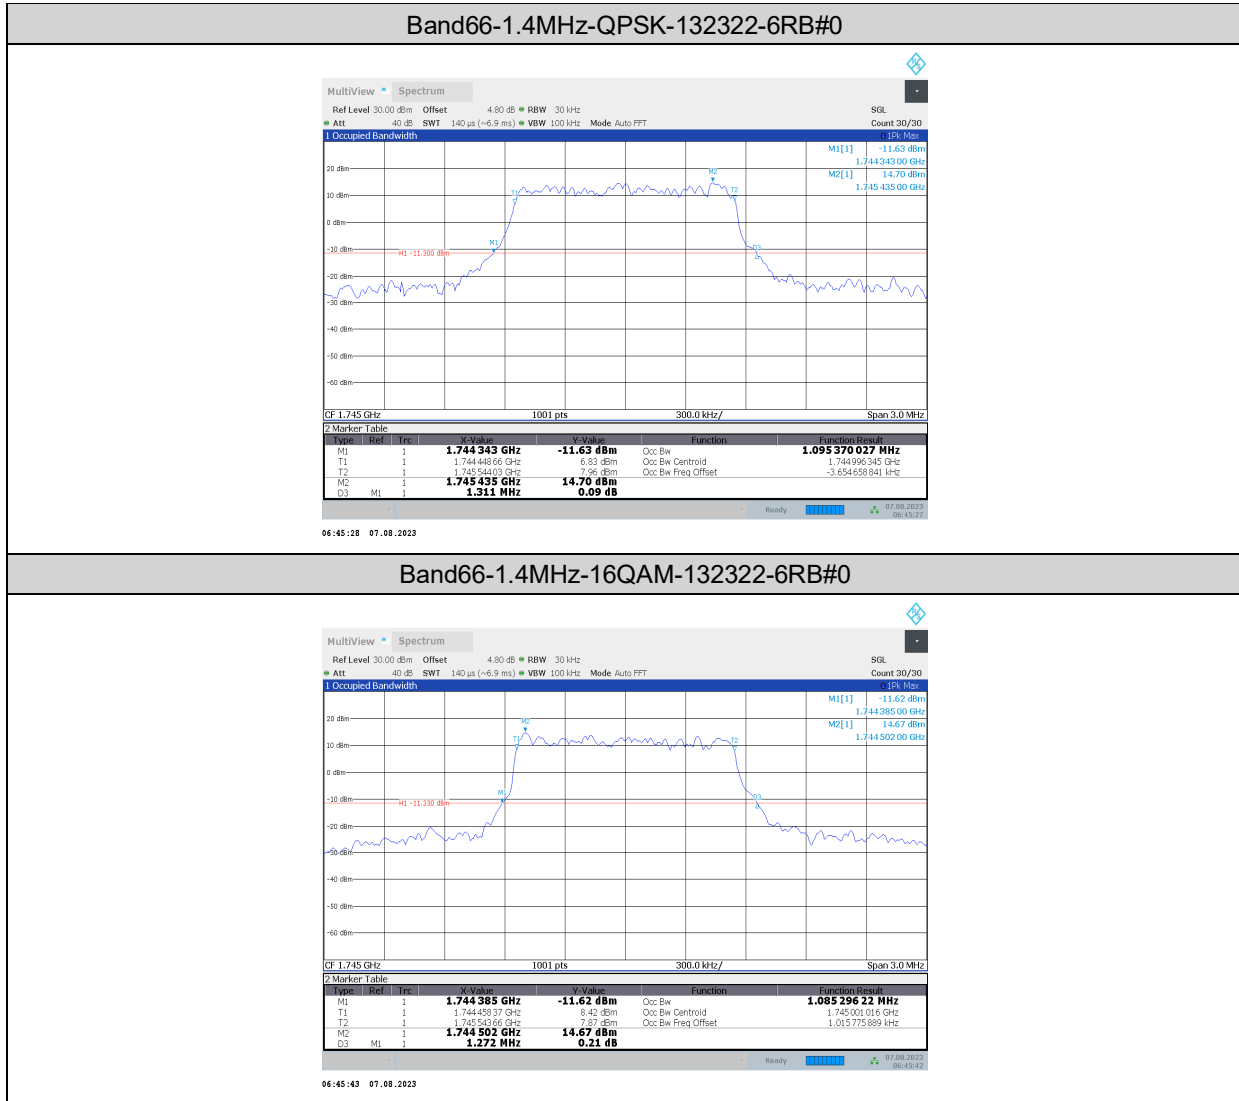 Band66-1.4MHz-QPSK-132322-6RB#0
MultiView Spectrum
Ref Level 30.00 dBm Offset 4.80 dB RBW 30 kHz SGL
Att 40 dB SWT 140 µs (~6.9 ms) VBW 100 kHz Mode Auto FFT Count 30/30
1 Occupied Bandwidth 1Pk Max
M1[1] -11.63 dBm
1.744 343 00 GHz
M2[1] 14.70 dBm
1.745 435 00 GHz
20 dBm
M2
T1
T2
10 dBm
0 dBm
M1
D3
-10 dBm
H1 -11.300 dBm
-20 dBm
-30 dBm
-40 dBm
-50 dBm
-60 dBm
CF 1.745 GHz 1001 pts 300.0 kHz/ Span 3.0 MHz
2 Marker Table
Type Ref Trc X-Value Y-Value Function Function Result
M1 1 1.744 343 GHz -11.63 dBm Occ Bw 1.095 370 027 MHz
T1 1 1.744 448 66 GHz 6.83 dBm Occ Bw Centroid 1.744 996 345 GHz
T2 1 1.745 544 03 GHz 7.96 dBm Occ Bw Freq Offset -3.654 658 841 kHz
M2 1 1.745 435 GHz 14.70 dBm
D3 M1 1 1.311 MHz 0.09 dB
Ready 07.08.2023
06:45:27
06:45:28 07.08.2023
Band66-1.4MHz-16QAM-132322-6RB#0
MultiView Spectrum
Ref Level 30.00 dBm Offset 4.80 dB RBW 30 kHz SGL
Att 40 dB SWT 140 µs (~6.9 ms) VBW 100 kHz Mode Auto FFT Count 30/30
1 Occupied Bandwidth 1Pk Max
M1[1] -11.62 dBm
1.744 385 00 GHz
M2[1] 14.67 dBm
1.744 502 00 GHz
20 dBm
M2
T1
T2
10 dBm
0 dBm
M1
D3
-10 dBm
H1 -11.330 dBm
-20 dBm
-30 dBm
-40 dBm
-50 dBm
-60 dBm
CF 1.745 GHz 1001 pts 300.0 kHz/ Span 3.0 MHz
2 Marker Table
Type Ref Trc X-Value Y-Value Function Function Result
M1 1 1.744 385 GHz -11.62 dBm Occ Bw 1.085 296 22 MHz
T1 1 1.744 458 37 GHz 8.42 dBm Occ Bw Centroid 1.745 001 016 GHz
T2 1 1.745 543 66 GHz 7.87 dBm Occ Bw Freq Offset 1.015 775 889 kHz
M2 1 1.744 502 GHz 14.67 dBm
D3 M1 1 1.272 MHz 0.21 dB
Ready 07.08.2023
06:45:42
06:45:43 07.08.2023